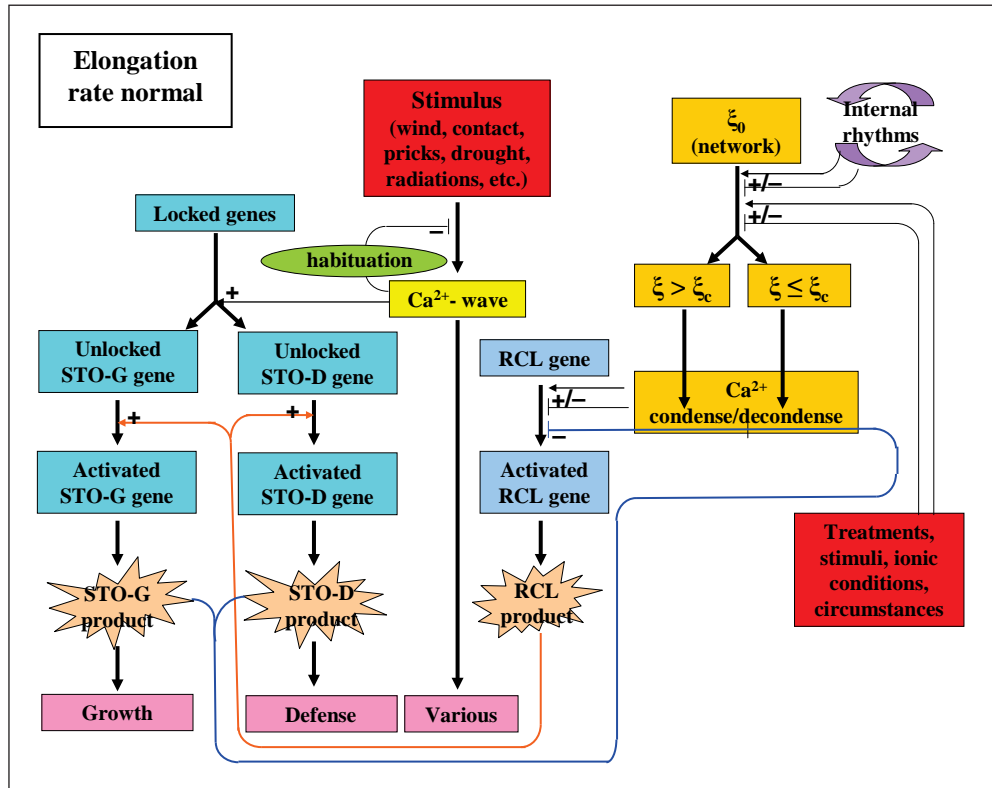 Elongation
rate normal
Stimulus
(wind, contact,
pricks, drought,
radiations, etc.)
ξ0
(network)
Internal
rhythms
+/−
+/−
Locked genes
−
habituation
+
Ca2+- wave
ξ > ξc
ξ ≤ ξc
Unlocked
STO-G gene
Unlocked
STO-D gene
RCL gene
Ca2+
condense/decondense
+/−
−
+
+
Activated
STO-G gene
Activated
STO-D gene
Activated
RCL gene
Treatments,
stimuli, ionic
conditions,
circumstances
STO-G
product
STO-D
product
RCL
product
Growth
Defense
Various